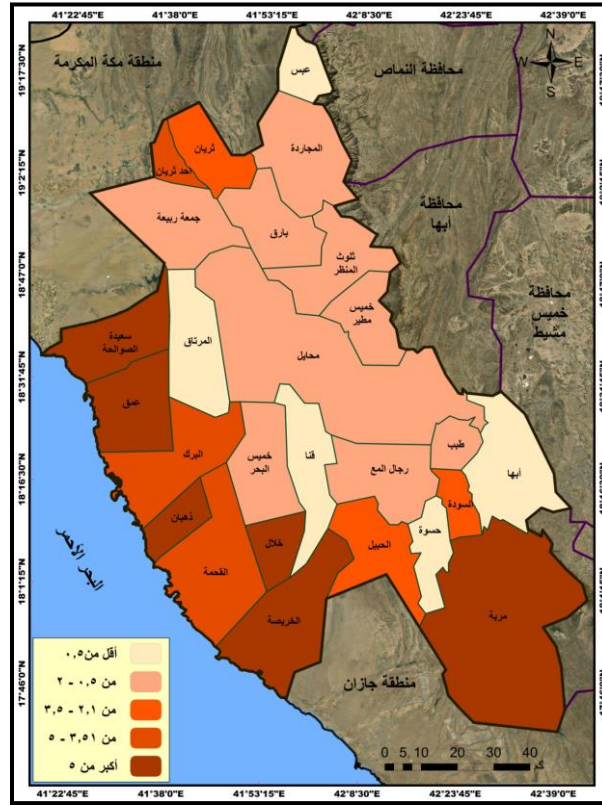 41°22'45"E 41°38'0"E 41°53'15"E 42°8'30"E 42°23'45"E 42°39'0"E
N
W E
S
منطقة مكة المكرمة
محافظة النماص
عبس
19°17'30"N
المجاردة
ثريان
احد ثريان
19°2'15"N
محافظة
أبها
جمعة ربيعة
بارق
ثلوث
المنظر
18°47'0"N
محافظة
خميس
مشيط
خميس
مطير
سعيدة
الصوالحة
المرتاق
محايل
18°31'45"N
عمق
البرك
خميس
البحر
قنا
رجال المع
طبب
أبها
18°16'30"N
السودة
ذهبان
خلال
الحبيل
حسوة
القحمة
مربة
البحر الأحمر
18°1'15"N
الخريصة
منطقة جازان
17°46'0"N
أقل من ٠,٥
من ٠,٥ - ٢
من ٢,١ - ٣,٥
من ٣,٥١ - ٥
أكبر من ٥
0 5 10 20 30 40 كم
41°22'45"E 41°38'0"E 41°53'15"E 42°8'30"E 42°23'45"E 42°39'0"E